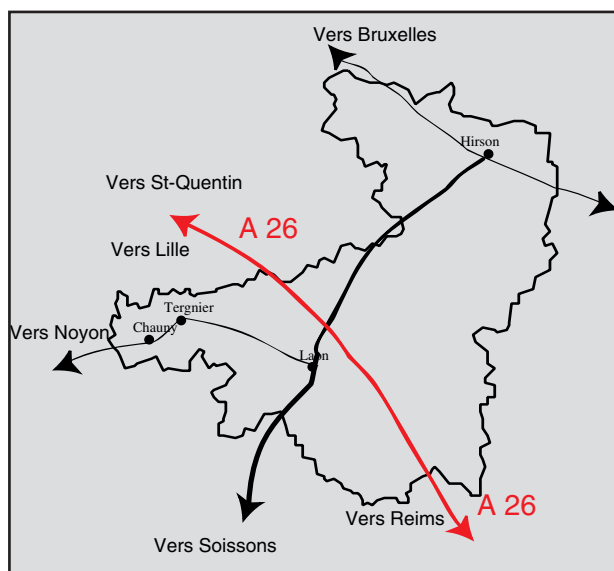 Vers Bruxelles
Hirson
Vers St-Quentin
A 26
Vers Lille
Tergnier
Vers Noyon
Chauny
Laon
A 26
Vers Reims
Vers Soissons